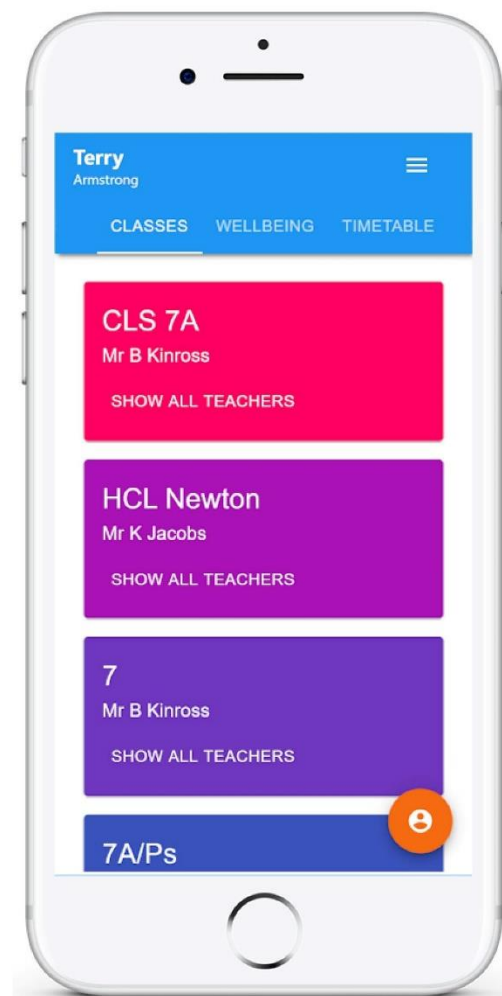 Terry
Armstrong
CLASSES WELLBEING TIMETABLE
CLS 7A
Mr B Kinross
SHOW ALL TEACHERS
HCL Newton
Mr K Jacobs
SHOW ALL TEACHERS
7
Mr B Kinross
SHOW ALL TEACHERS
7A/Ps